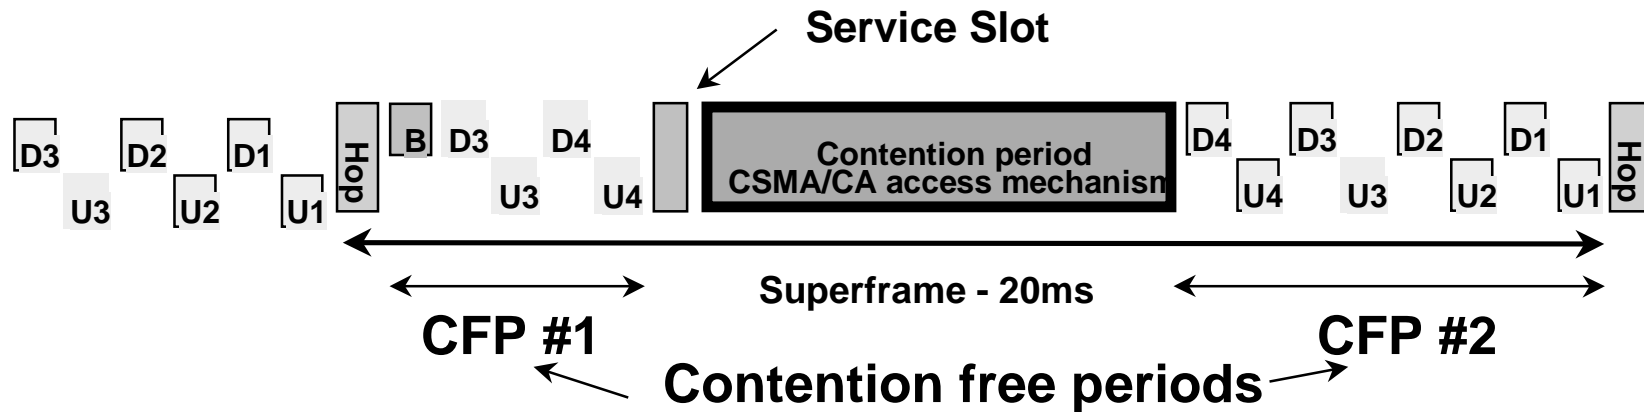 Service Slot
D3 D2 D1 Hop B D3 D4 D4 D3 D2 D1 Hop
Contention period
CSMA/CA access mechanism
U3 U2 U1 U3 U4 U4 U3 U2 U1
Superframe - 20ms
CFP #1 CFP #2
Contention free periods